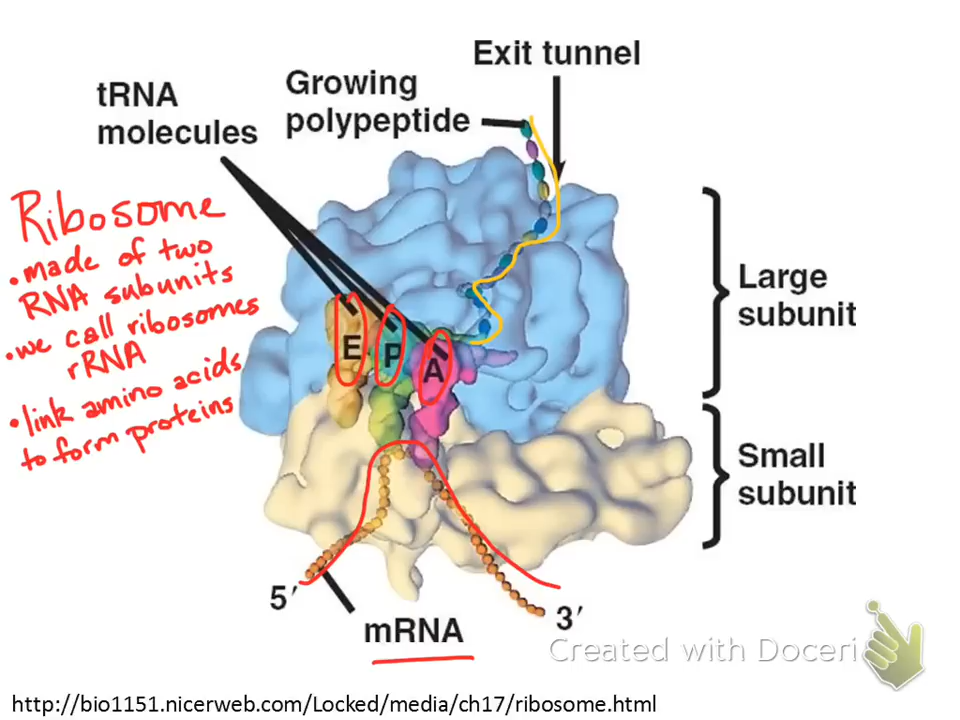 Exit tunnel
Growing
polypeptide
tRNA
molecules
Ribosome
•made of two
RNA subunits
•we call ribosomes
rRNA
•link amino acids
to form proteins
E
P
A
Large
subunit
Small
subunit
5′
3′
mRNA
Created with Doceri
http://bio1151.nicerweb.com/Locked/media/ch17/ribosome.html